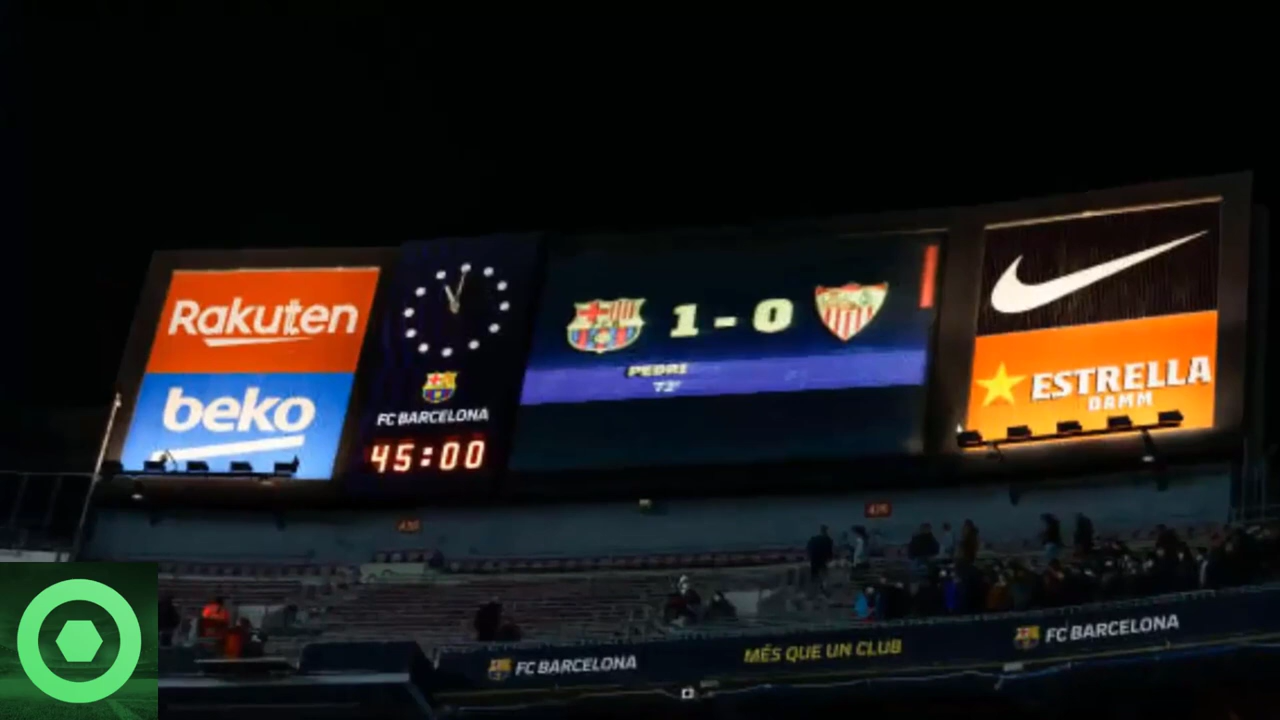 Rakuten
beko
FC BARCELONA
45:00
1 - 0
PEDRI
72'
ESTRELLA
DAMM
FC BARCELONA
MÉS QUE UN CLUB
FC BARCELONA